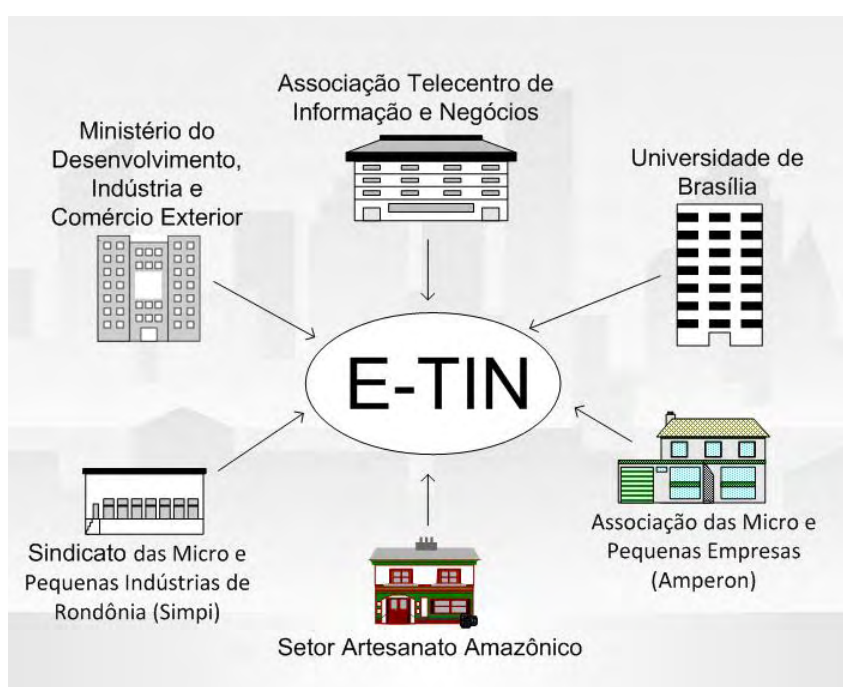 Associação Telecentro de
Informação e Negócios
Ministério do
Desenvolvimento,
Indústria e
Comércio Exterior
Universidade de
Brasília
E-TIN
Sindicato das Micro e
Pequenas Indústrias de
Rondônia (Simpi)
Associação das Micro e
Pequenas Empresas
(Amperon)
Setor Artesanato Amazônico